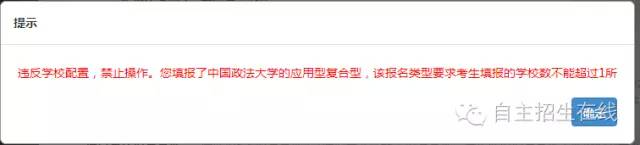 提示
违反学校配置，禁止操作。您填报了中国政法大学的应用型复合型，该报名类型要求考生填报的学校数不能超过1所
自主招生在线